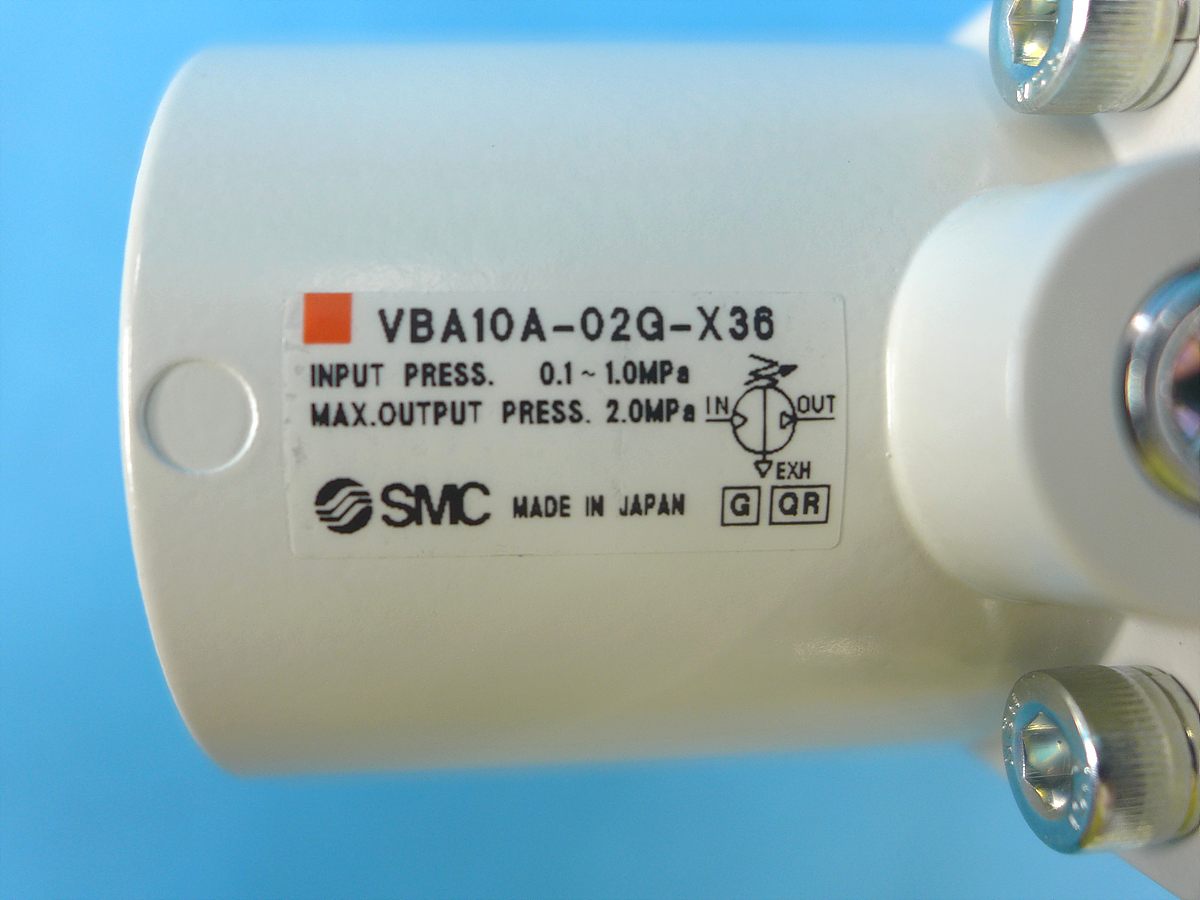 VBA10A-02G-X36
INPUT PRESS. 0.1~1.0MPa
MAX.OUTPUT PRESS. 2.0MPa
IN OUT
EXH
SMC MADE IN JAPAN G QR